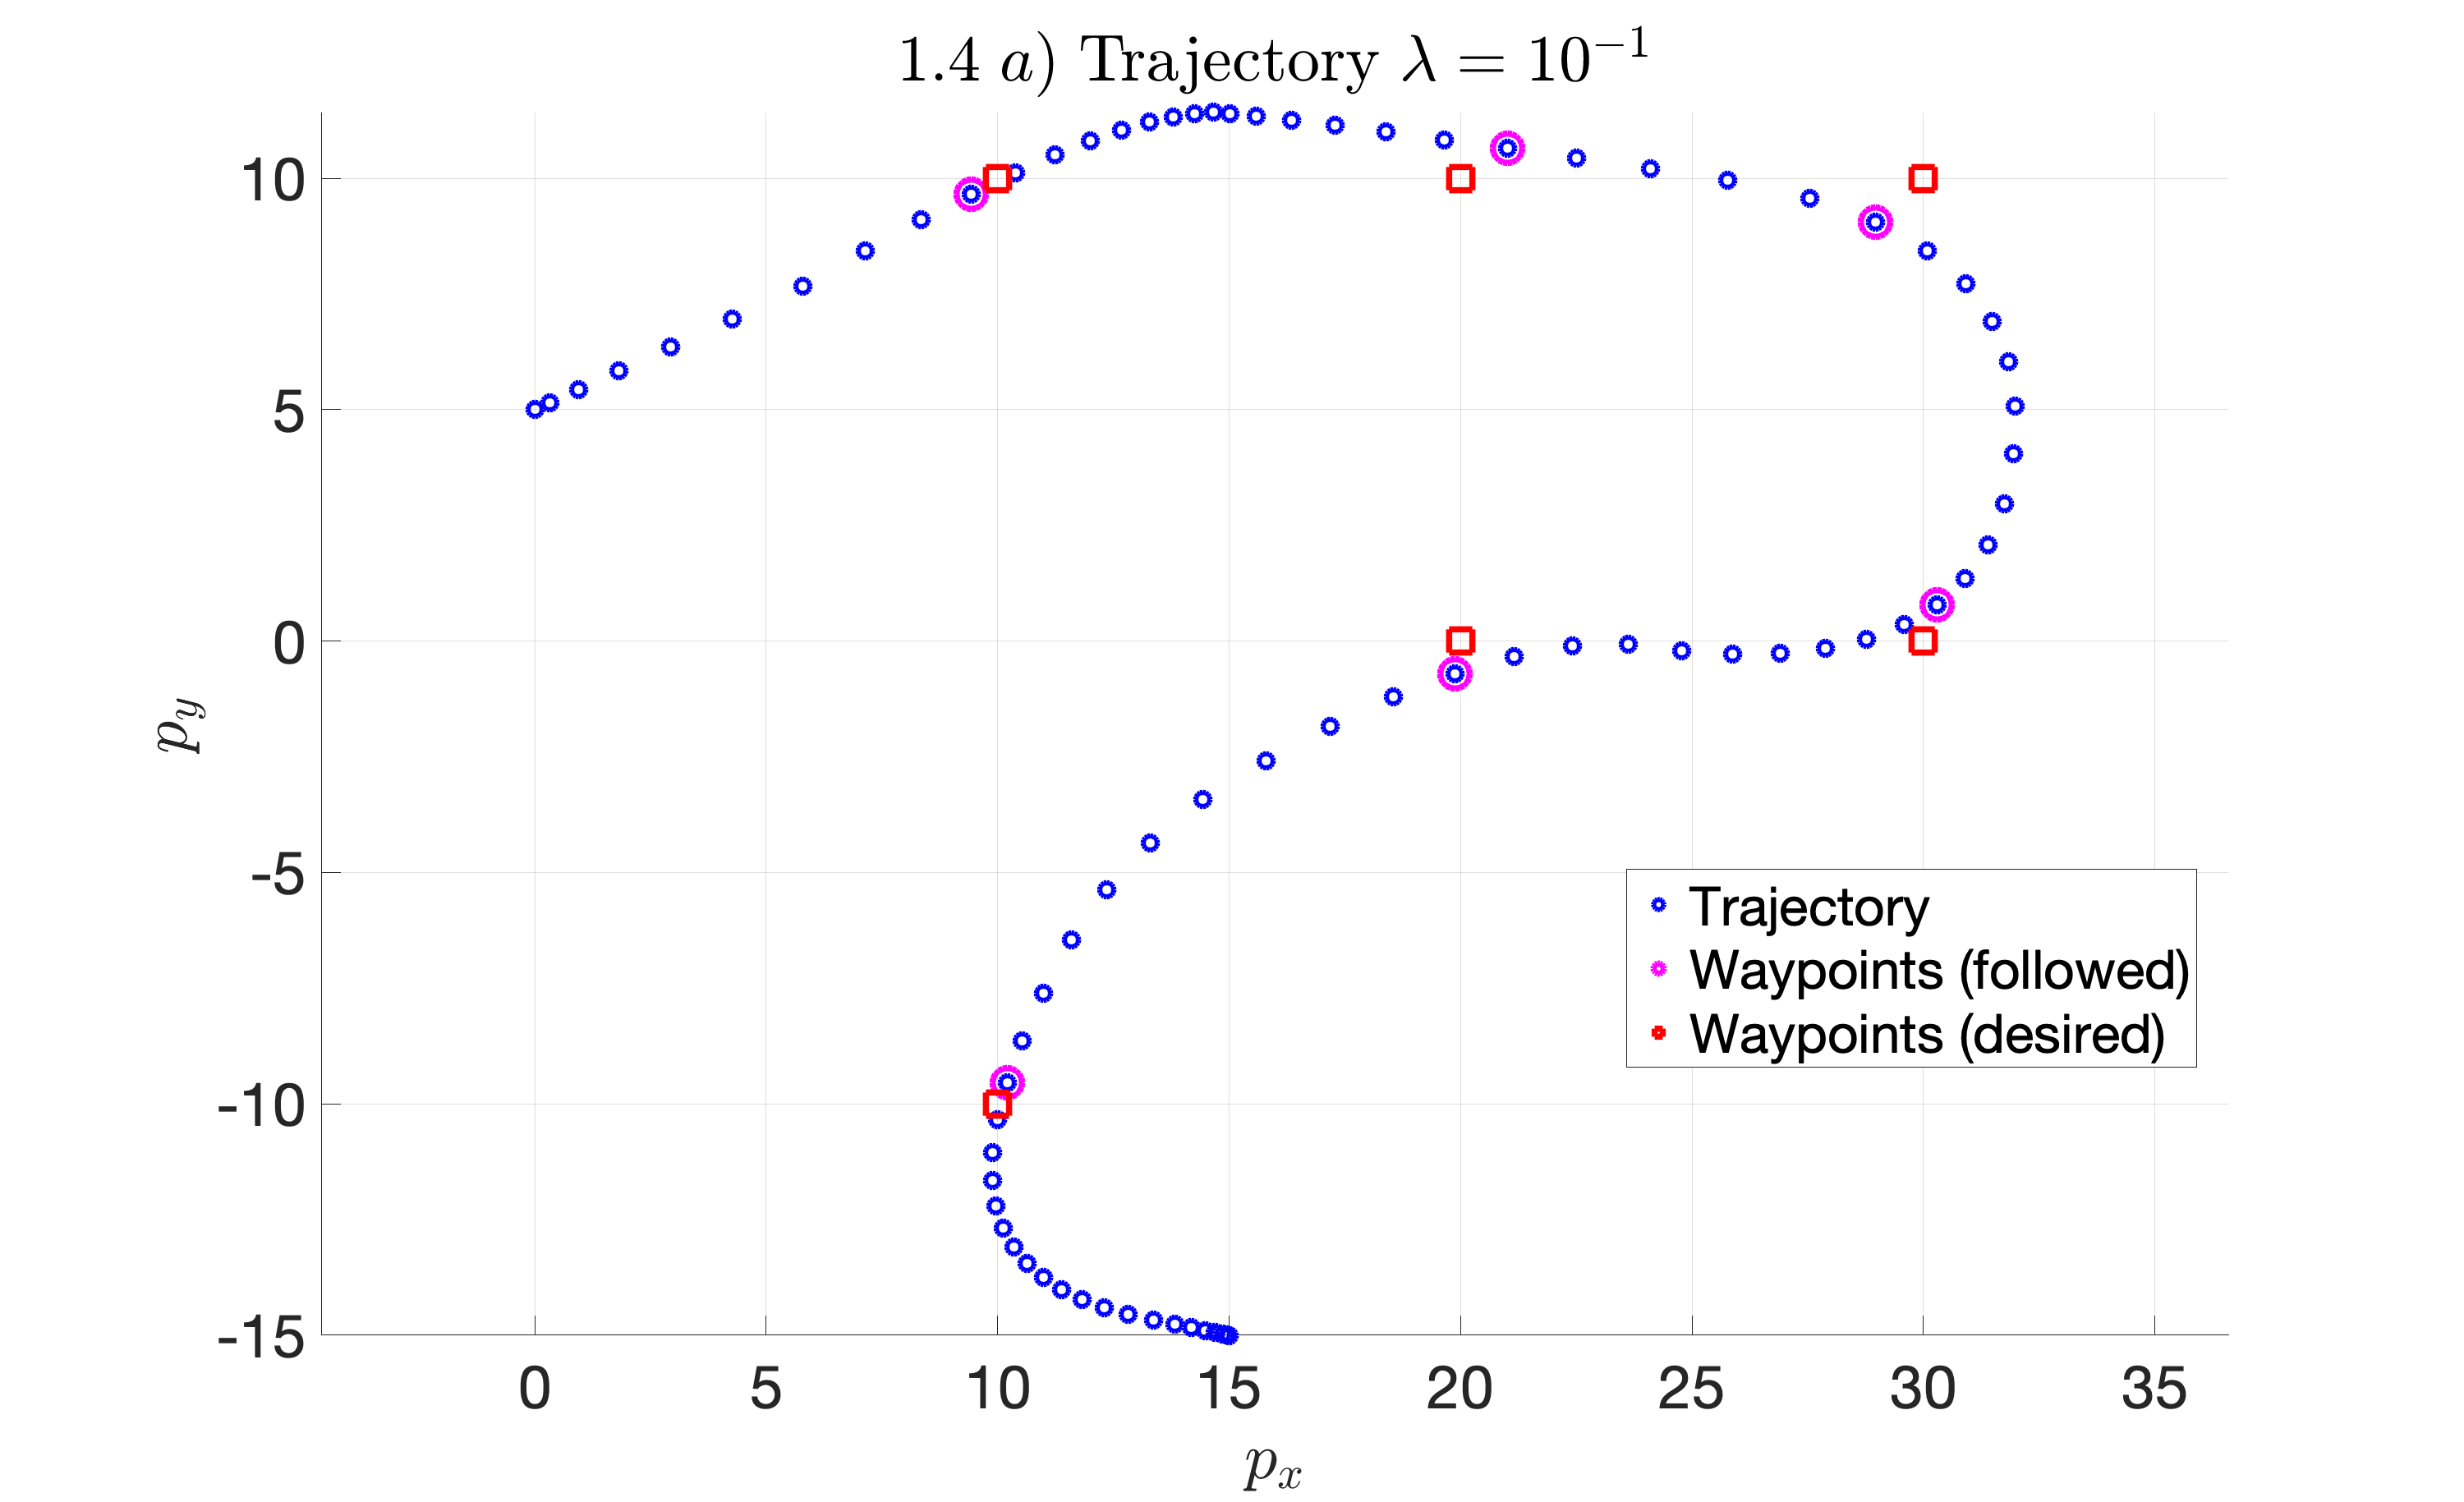 1.4 a) Trajectory λ = 10⁻¹
10
5
0
-5
-10
-15
p_y
Trajectory
Waypoints (followed)
Waypoints (desired)
0 5 10 15 20 25 30 35
p_x